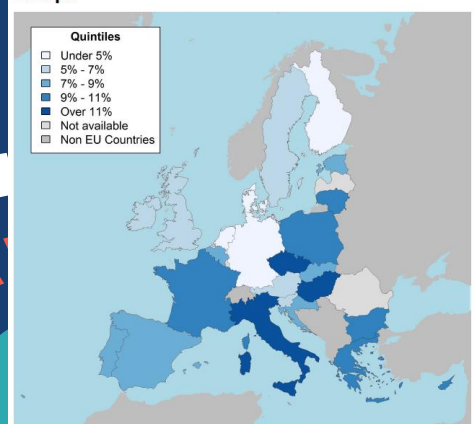 Quintiles
Under 5%
5% - 7%
7% - 9%
9% - 11%
Over 11%
Not available
Non EU Countries